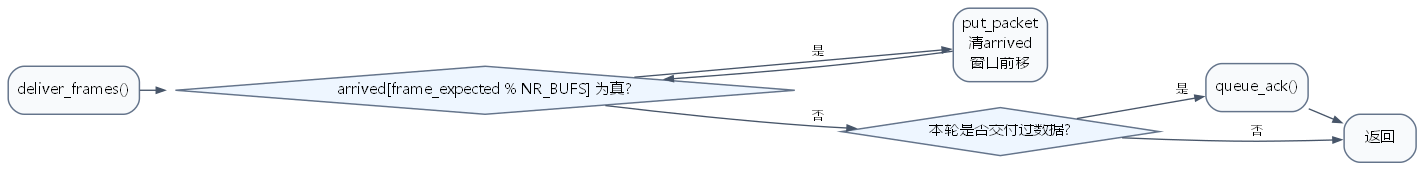 deliver_frames()
arrived[frame_expected % NR_BUFS] 为真?
是
put_packet
清arrived
窗口前移
否
本轮是否交付过数据?
是
queue_ack()
否
返回